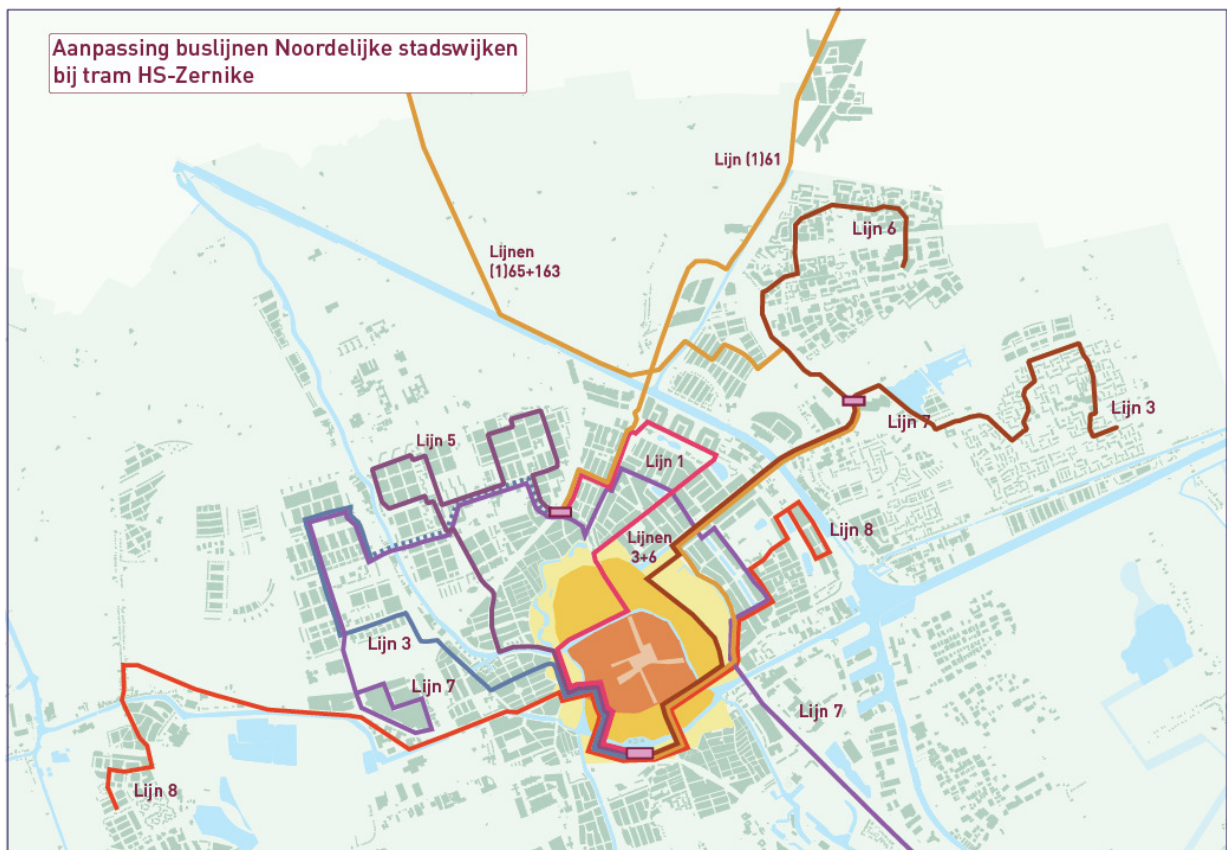 Aanpassing buslijnen Noordelijke stadswijken
bij tram HS-Zernike
Lijn (1)61
Lijn 6
Lijnen
(1)65+163
Lijn 7
Lijn 3
Lijn 5
Lijn 1
Lijnen
3+6
Lijn 8
Lijn 3
Lijn 7
Lijn 7
Lijn 8